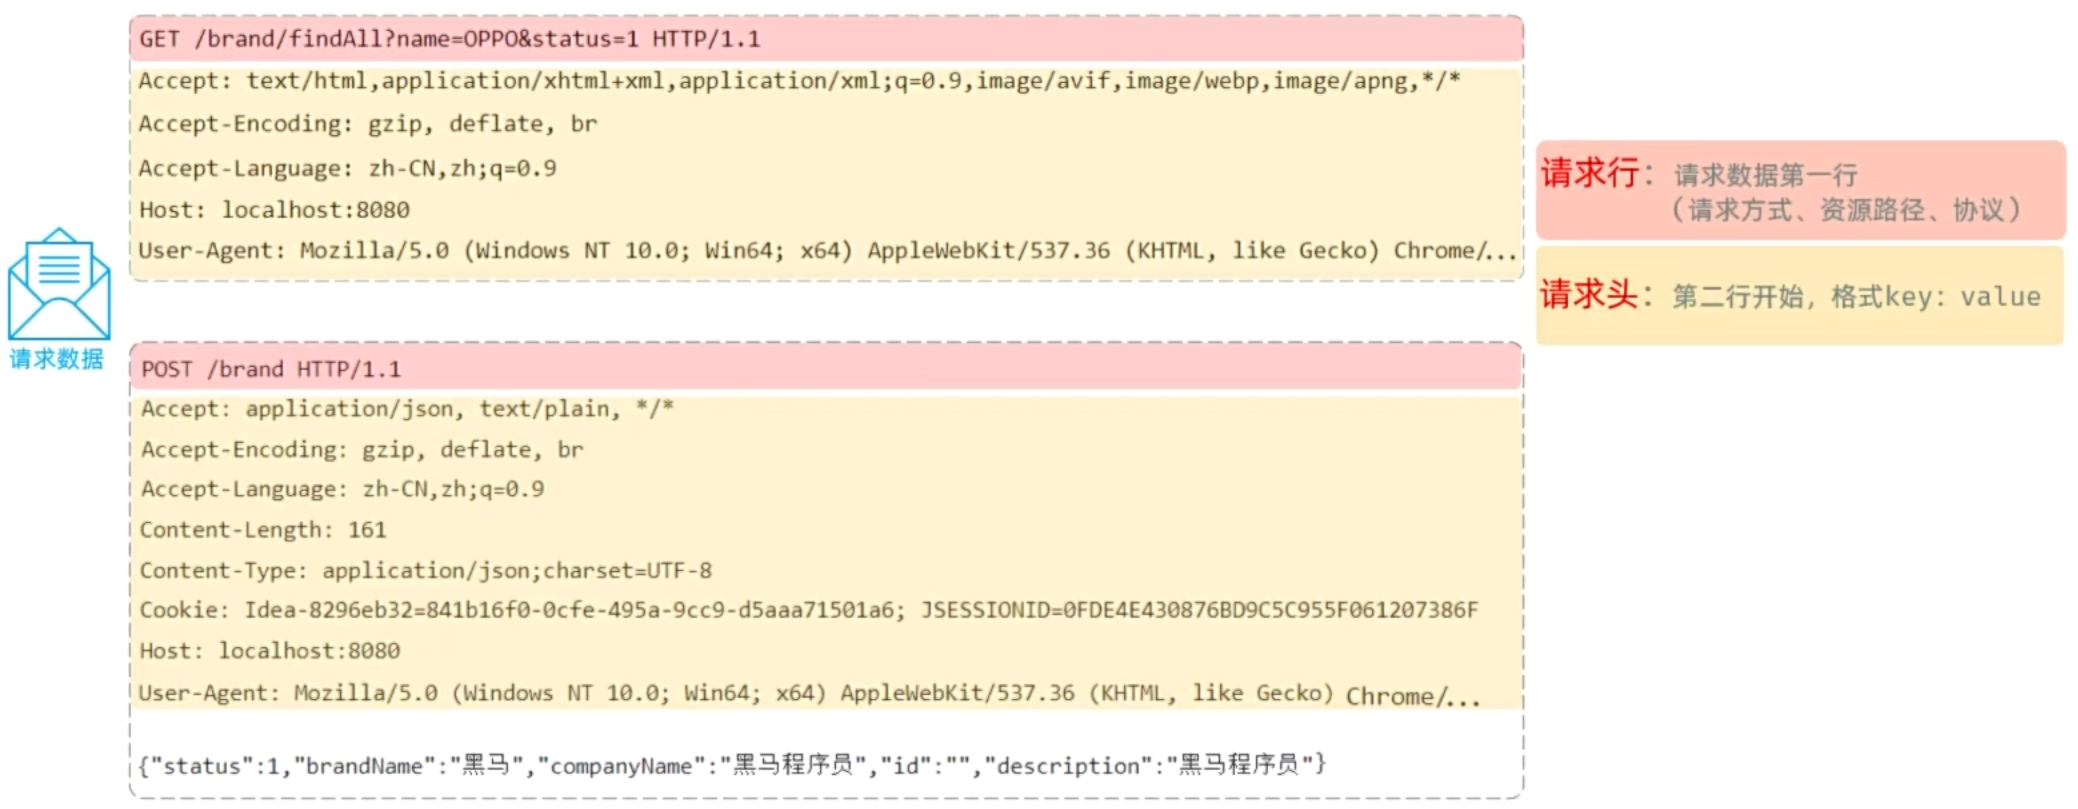 GET /brand/findAll?name=OPPO&status=1 HTTP/1.1
Accept: text/html,application/xhtml+xml,application/xml;q=0.9,image/avif,image/webp,image/apng,*/*
Accept-Encoding: gzip, deflate, br
Accept-Language: zh-CN,zh;q=0.9
Host: localhost:8080
User-Agent: Mozilla/5.0 (Windows NT 10.0; Win64; x64) AppleWebKit/537.36 (KHTML, like Gecko) Chrome/...
请求行：请求数据第一行
（请求方式、资源路径、协议）
请求头：第二行开始，格式key：value
请求数据
POST /brand HTTP/1.1
Accept: application/json, text/plain, */*
Accept-Encoding: gzip, deflate, br
Accept-Language: zh-CN,zh;q=0.9
Content-Length: 161
Content-Type: application/json;charset=UTF-8
Cookie: Idea-8296eb32=841b16f0-0cfe-495a-9cc9-d5aaa71501a6; JSESSIONID=0FDE4E430876BD9C5C955F061207386F
Host: localhost:8080
User-Agent: Mozilla/5.0 (Windows NT 10.0; Win64; x64) AppleWebKit/537.36 (KHTML, like Gecko) Chrome/...
{"status":1,"brandName":"黑马","companyName":"黑马程序员","id":"","description":"黑马程序员"}